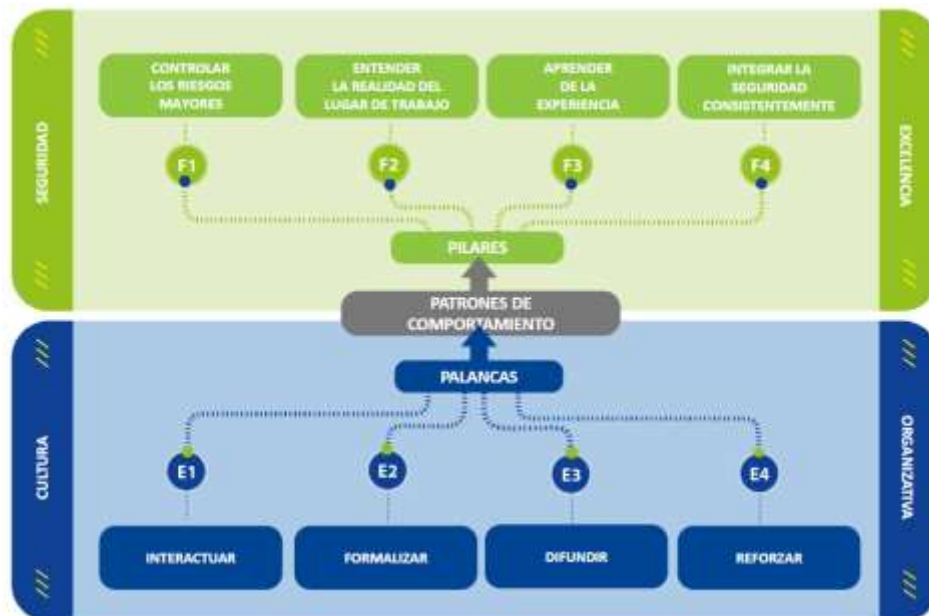 SEGURIDAD
EXCELENCIA
CONTROLAR
LOS RIESGOS
MAYORES
ENTENDER
LA REALIDAD DEL
LUGAR DE TRABAJO
APRENDER
DE LA
EXPERIENCIA
INTEGRAR LA
SEGURIDAD
CONSISTENTEMENTE
F1
F2
F3
F4
PILARES
PATRONES DE
COMPORTAMIENTO
PALANCAS
CULTURA
ORGANIZATIVA
E1
E2
E3
E4
INTERACTUAR
FORMALIZAR
DIFUNDIR
REFORZAR